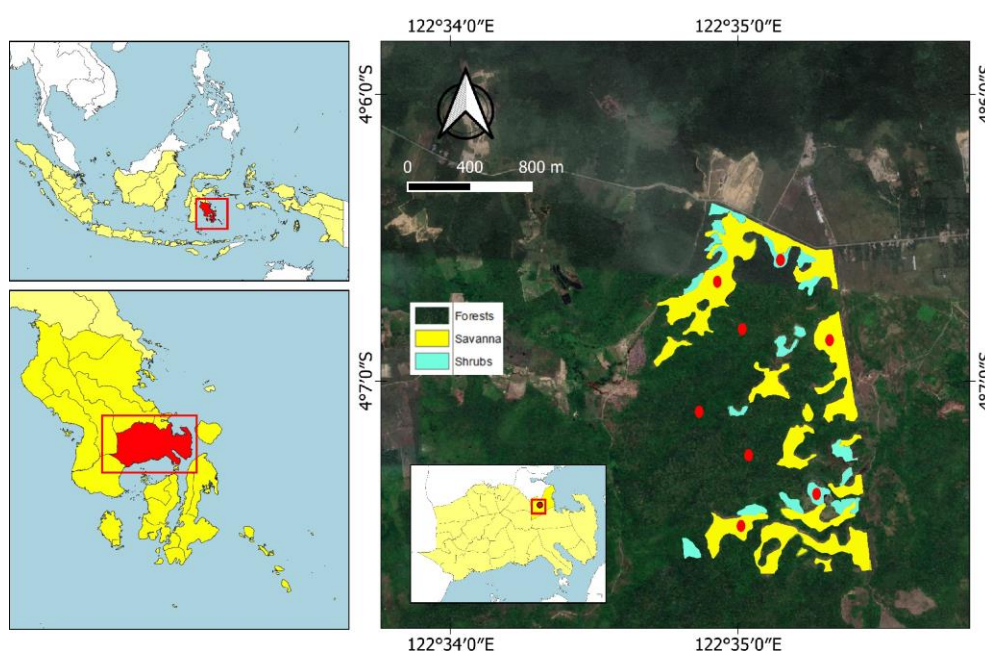 122°34′0″E 122°35′0″E
4°6′0″S 4°6′0″S
0 400 800 m
Forests
Savanna
Shrubs
4°7′0″S 4°7′0″S
122°34′0″E 122°35′0″E